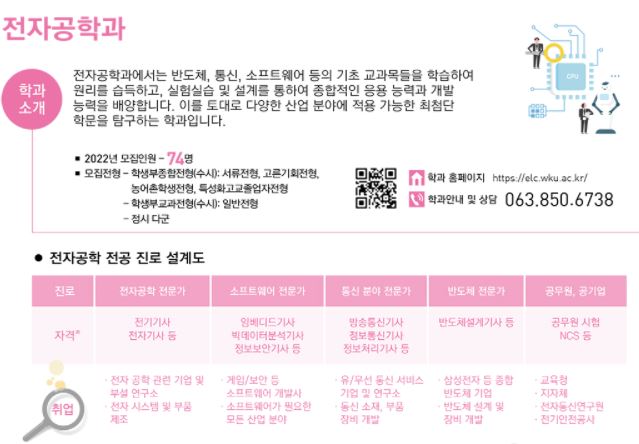 전자공학과
학과
소개
전자공학과에서는 반도체, 통신, 소프트웨어 등의 기초 교과목들을 학습하여
원리를 습득하고, 실험실습 및 설계를 통하여 종합적인 응용 능력과 개발
능력을 배양합니다. 이를 토대로 다양한 산업 분야에 적용 가능한 최첨단
학문을 탐구하는 학과입니다.
CPU
■ 2022년 모집인원 - 74명
■ 모집전형 - 학생부종합전형(수시): 서류전형, 고른기회전형,
농어촌학생전형, 특성화고교졸업자전형
- 학생부교과전형(수시): 일반전형
- 정시 다군
학과 홈페이지 https://elc.wku.ac.kr/
학과안내 및 상담 063.850.6738
● 전자공학 전공 진로 설계도
진로 전자공학 전문가 소프트웨어 전문가 통신 분야 전문가 반도체 전문가 공무원, 공기업
자격 전기기사 임베디드기사 방송통신기사 반도체설계기사 등 공무원 시험
전자기사 등 빅데이터분석기사 정보통신기사 NCS 등
정보보안기사 등 정보처리기사 등
취업
· 전자 공학 관련 기업 및 · 게임/보안 등 · 유/무선 통신 서비스 · 삼성전자 등 종합 · 교육청
부설 연구소 소프트웨어 개발사 기업 및 연구소 반도체 기업 · 지자체
· 전자 시스템 및 부품 · 소프트웨어가 필요한 · 통신 소재, 부품 · 반도체 설계 및 · 전자통신연구원
제조 모든 산업 분야 장비 개발 장비 개발 · 전기안전공사